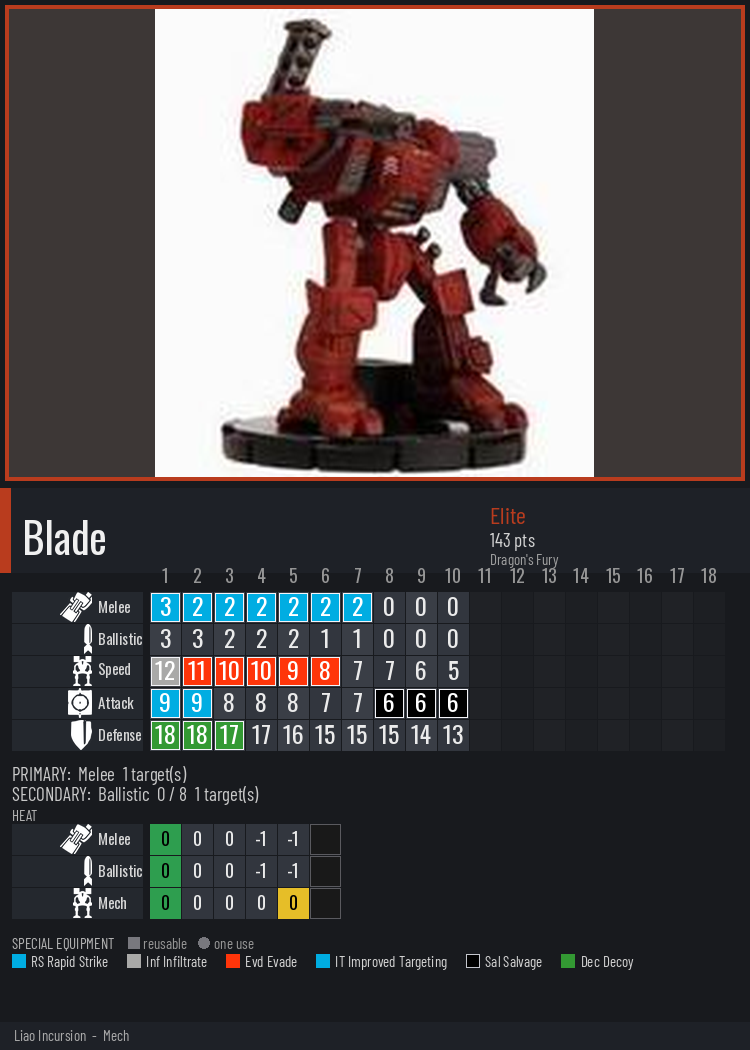 Blade
Elite
143 pts
Dragon's Fury
1 2 3 4 5 6 7 8 9 10 11 12 13 14 15 16 17 18
Melee 3 2 2 2 2 2 2 0 0 0
Ballistic 3 3 2 2 2 1 1 0 0 0
Speed 12 11 10 10 9 8 7 7 6 5
Attack 9 9 8 8 8 7 7 6 6 6
Defense 18 18 17 17 16 15 15 15 14 13
PRIMARY: Melee 1 target(s)
SECONDARY: Ballistic 0 / 8 1 target(s)
HEAT
Melee 0 0 0 -1 -1
Ballistic 0 0 0 -1 -1
Mech 0 0 0 0 0
SPECIAL EQUIPMENT reusable one use
RS Rapid Strike Inf Infiltrate Evd Evade IT Improved Targeting Sal Salvage Dec Decoy
Liao Incursion - Mech